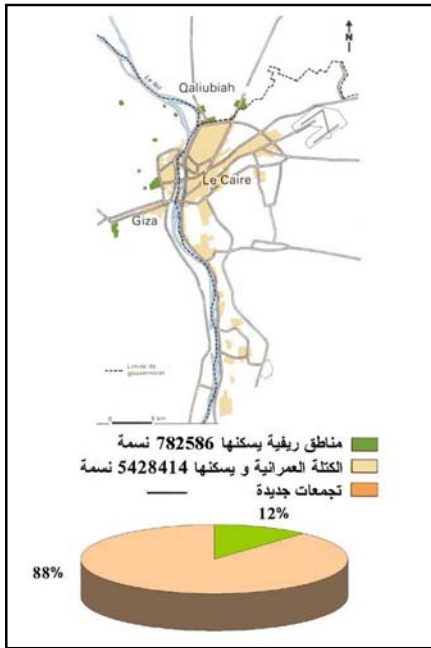 N
Le Nil
Qaliubiah
Le Caire
Giza
Limite de
gouvernorat
0 5 km
مناطق ريفية يسكنها 782586 نسمة
الكتلة العمرانية و يسكنها 5428414 نسمة
تجمعات جديدة
12%
88%